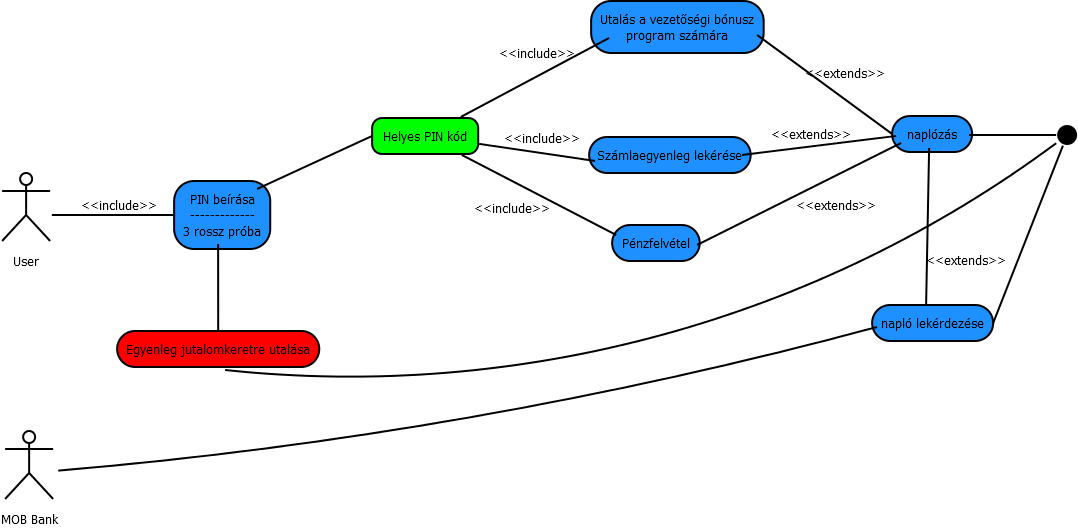 Utalás a vezetőségi bónusz
program számára
<<include>>
<<extends>>
Helyes PIN kód
<<include>>
Számlaegyenleg lekérése
<<extends>>
naplózás
<<include>>
PIN beírása
-------------
3 rossz próba
<<include>>
Pénzfelvétel
<<extends>>
User
<<extends>>
Egyenleg jutalomkeretre utalása
napló lekérdezése
MOB Bank